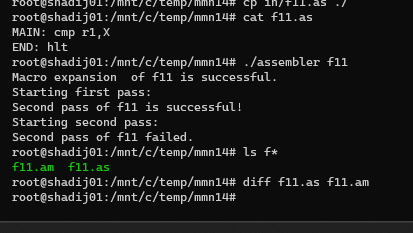 root@shadij01:/mnt/c/temp/mmn14# cp in/f11.as ./
root@shadij01:/mnt/c/temp/mmn14# cat f11.as
MAIN: cmp r1,X
END: hlt
root@shadij01:/mnt/c/temp/mmn14# ./assembler f11
Macro expansion  of f11 is successful.
Starting first pass:
Second pass of f11 is successful!
Starting second pass:
Second pass of f11 failed.
root@shadij01:/mnt/c/temp/mmn14# ls f*
f11.am  f11.as
root@shadij01:/mnt/c/temp/mmn14# diff f11.as f11.am
root@shadij01:/mnt/c/temp/mmn14#